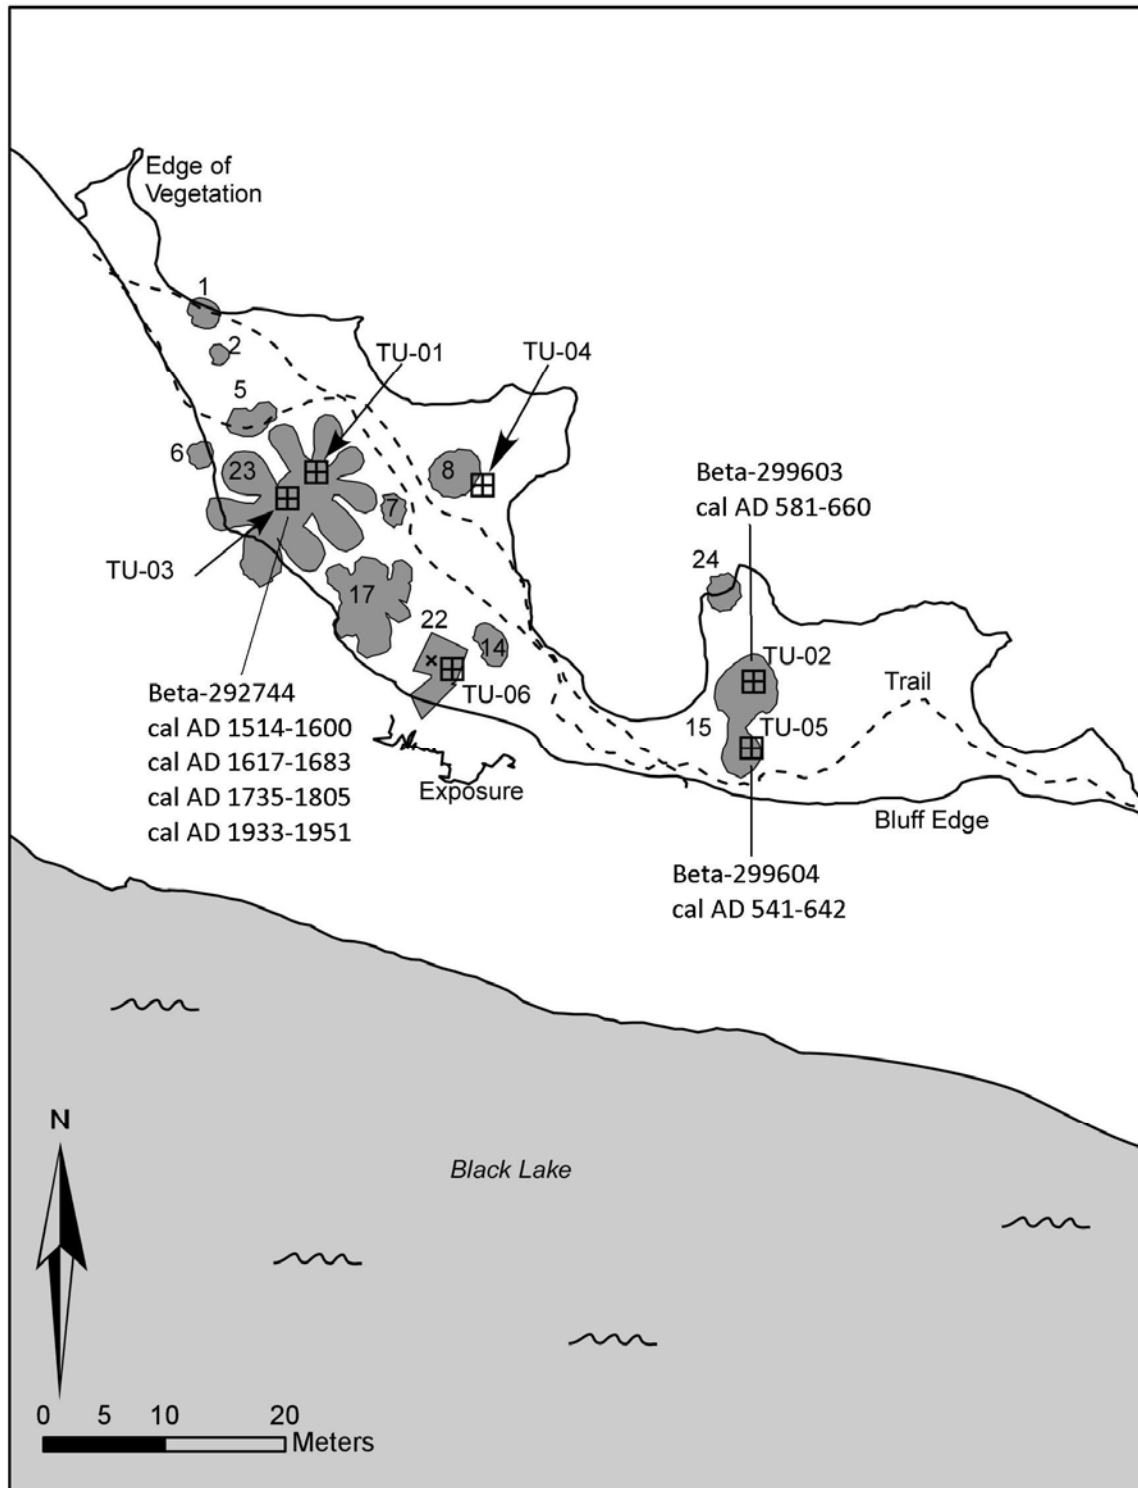 Edge of
Vegetation
1
2
TU-01
TU-04
5
6
23
8
7
Beta-299603
cal AD 581-660
TU-03
24
17
22
14
TU-02
TU-06
Trail
15
TU-05
Beta-292744
cal AD 1514-1600
cal AD 1617-1683
cal AD 1735-1805
cal AD 1933-1951
Exposure
Bluff Edge
Beta-299604
cal AD 541-642
N
Black Lake
0 5 10 20
Meters